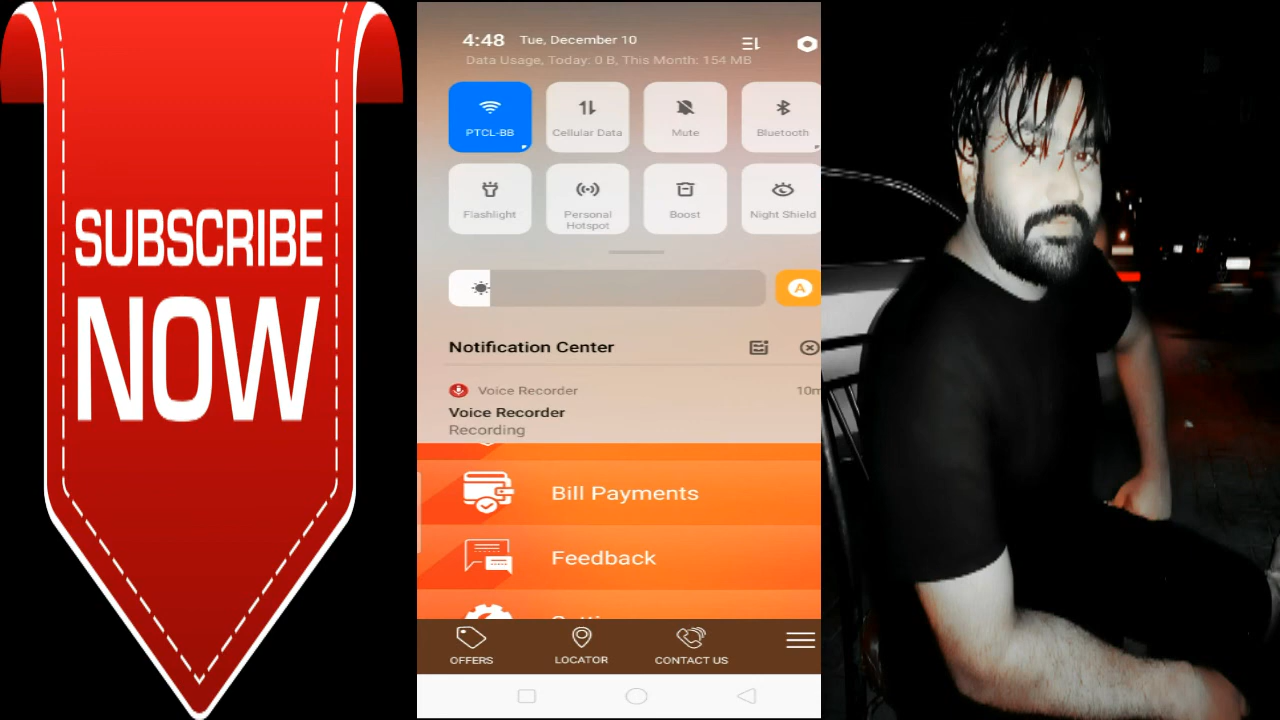 SUBSCRIBE
NOW
4:48 Tue, December 10
Data Usage, Today: 0 B, This Month: 154 MB
PTCL-BB
Cellular Data
Mute
Bluetooth
Flashlight
Personal
Hotspot
Boost
Night Shield
A
Notification Center
Voice Recorder 10m
Voice Recorder
Recording
Bill Payments
Feedback
OFFERS
LOCATOR
CONTACT US